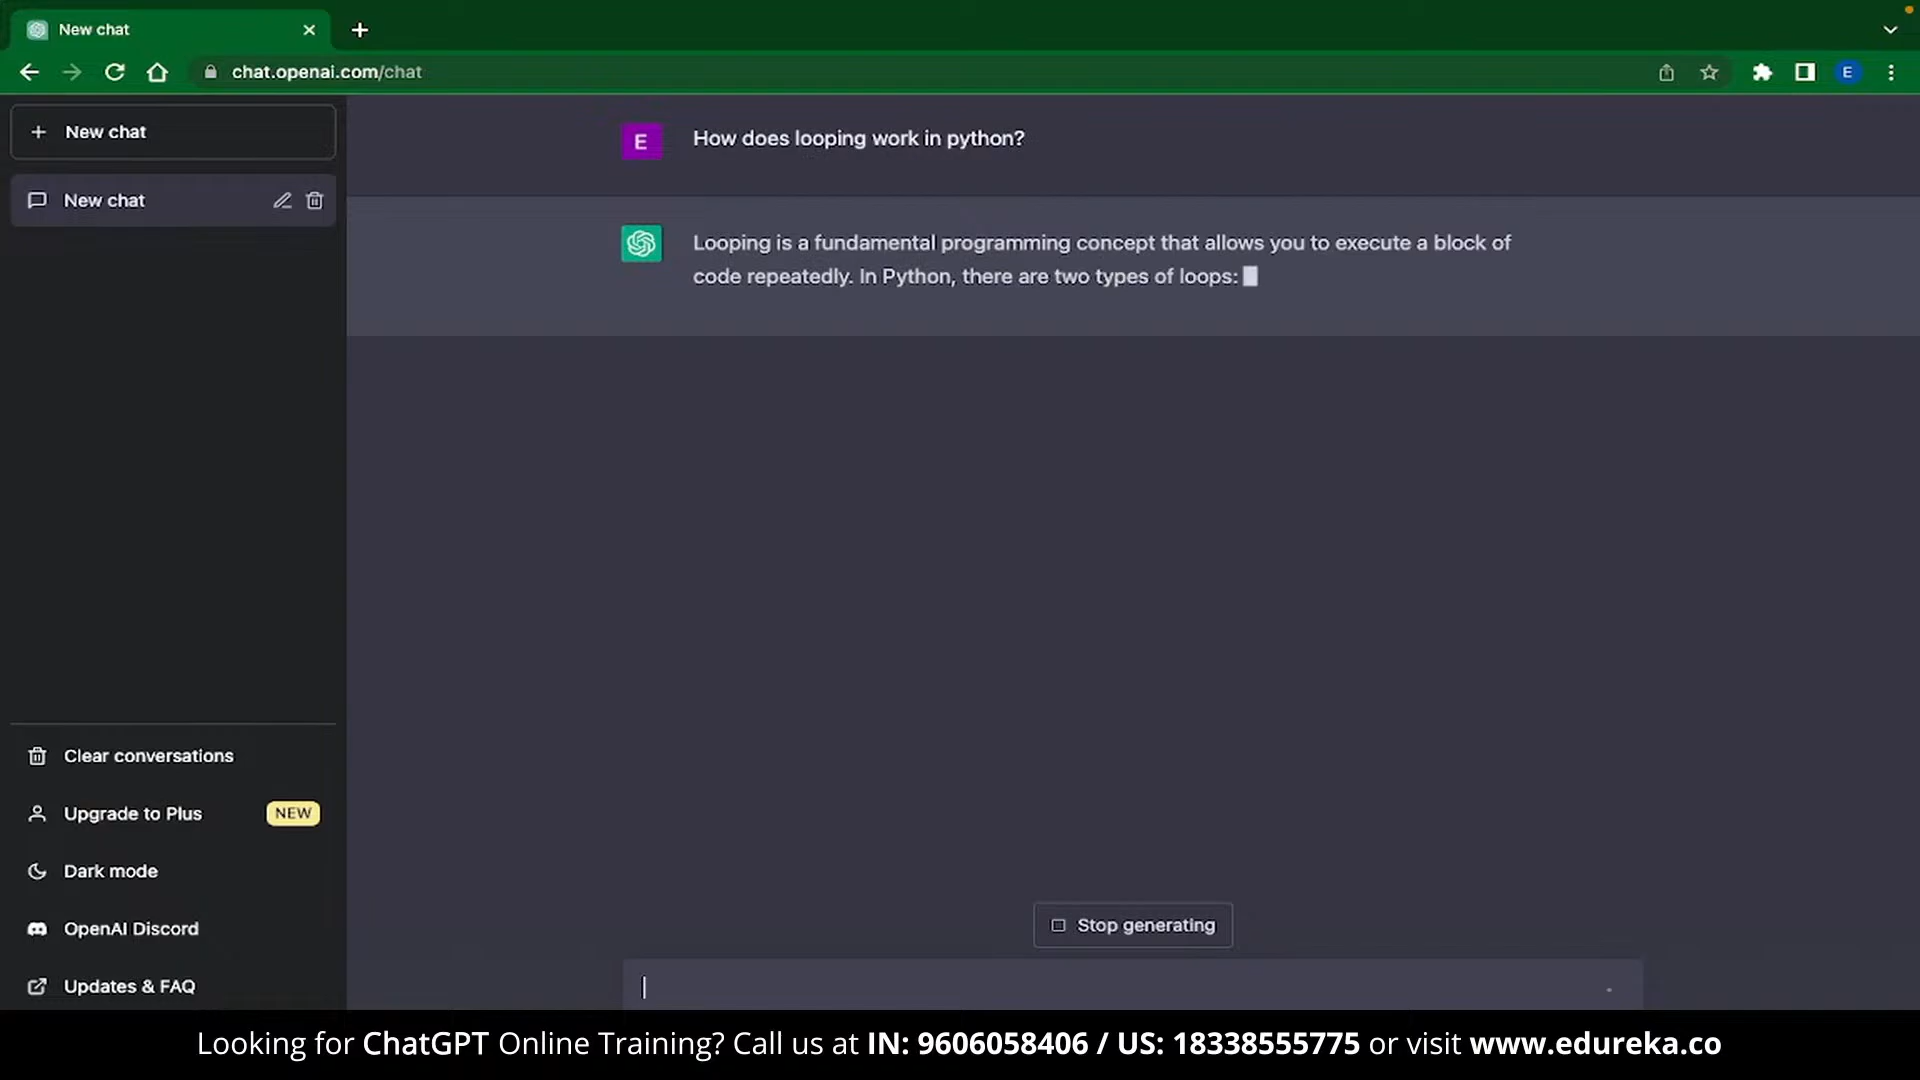 New chat
chat.openai.com/chat
E
New chat
New chat
E
How does looping work in python?
Looping is a fundamental programming concept that allows you to execute a block of
code repeatedly. In Python, there are two types of loops:
Clear conversations
Upgrade to Plus NEW
Dark mode
OpenAI Discord
Updates & FAQ
Stop generating
Looking for ChatGPT Online Training? Call us at IN: 9606058406 / US: 18338555775 or visit www.edureka.co